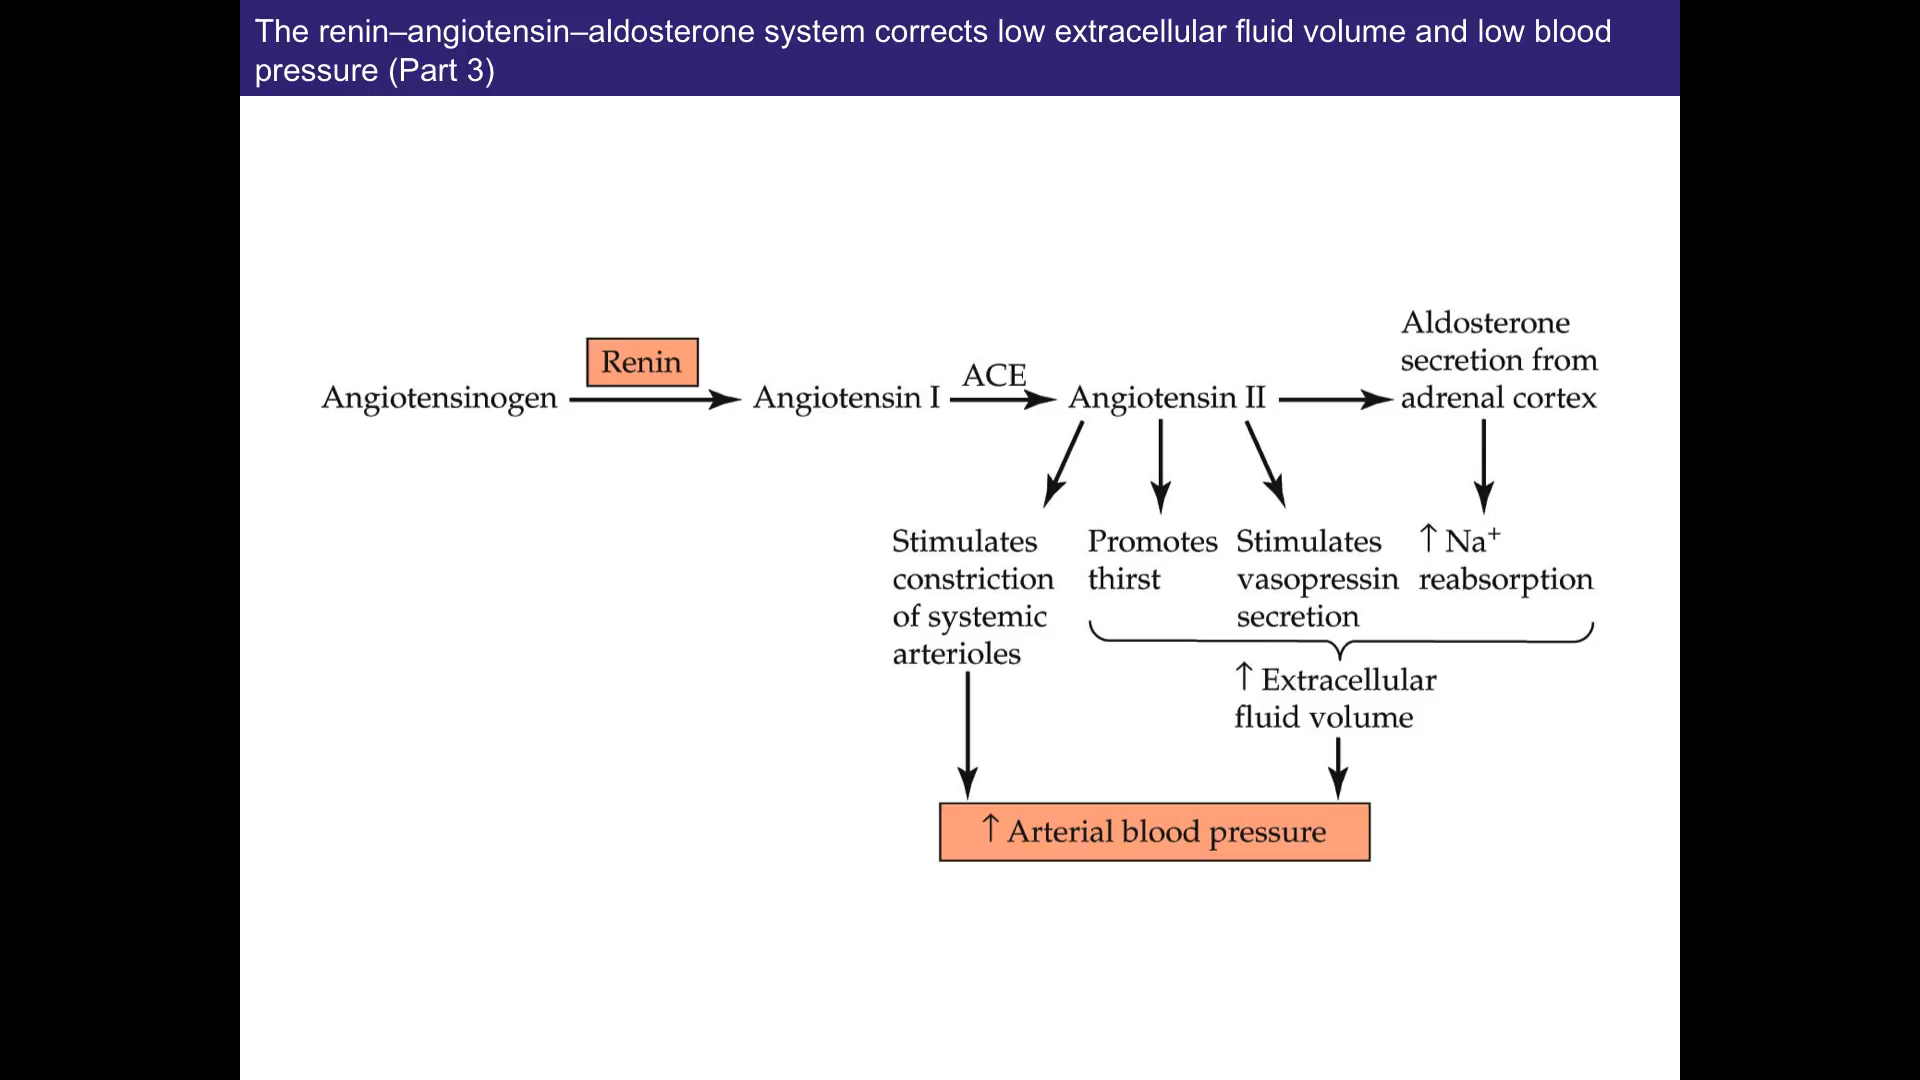 The renin–angiotensin–aldosterone system corrects low extracellular fluid volume and low blood
pressure (Part 3)
Angiotensinogen
Renin
Angiotensin I
ACE
Angiotensin II
Aldosterone
secretion from
adrenal cortex
Stimulates
constriction
of systemic
arterioles
Promotes
thirst
Stimulates
vasopressin
secretion
↑ Na⁺
reabsorption
↑ Extracellular
fluid volume
↑ Arterial blood pressure